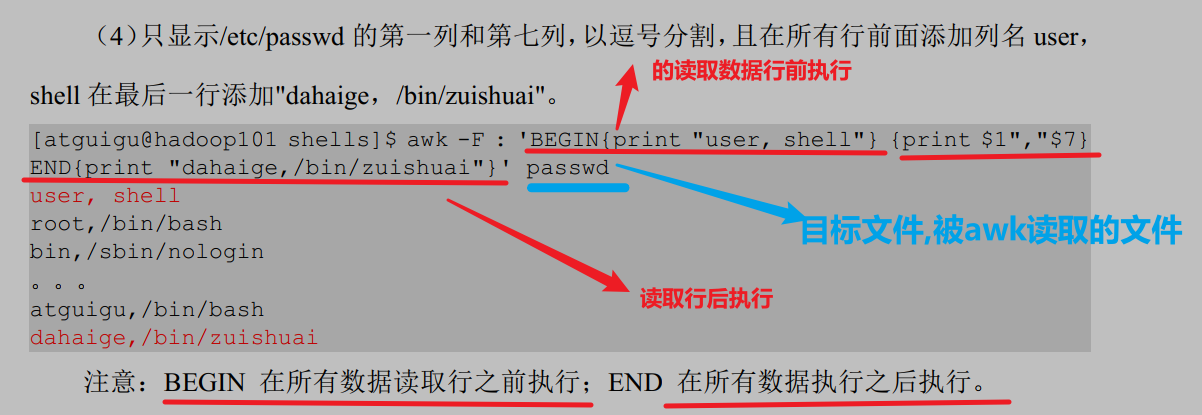 （4）只显示/etc/passwd 的第一列和第七列，以逗号分割，且在所有行前面添加列名 user，
的读取数据行前执行
shell 在最后一行添加"dahaige，/bin/zuishuai"。
[atguigu@hadoop101 shells]$ awk -F : 'BEGIN{print "user, shell"} {print $1","$7}
END{print "dahaige,/bin/zuishuai"}' passwd
user, shell
root,/bin/bash
目标文件,被awk读取的文件
bin,/sbin/nologin
。。。
读取行后执行
atguigu,/bin/bash
dahaige,/bin/zuishuai
注意：BEGIN 在所有数据读取行之前执行；END 在所有数据执行之后执行。